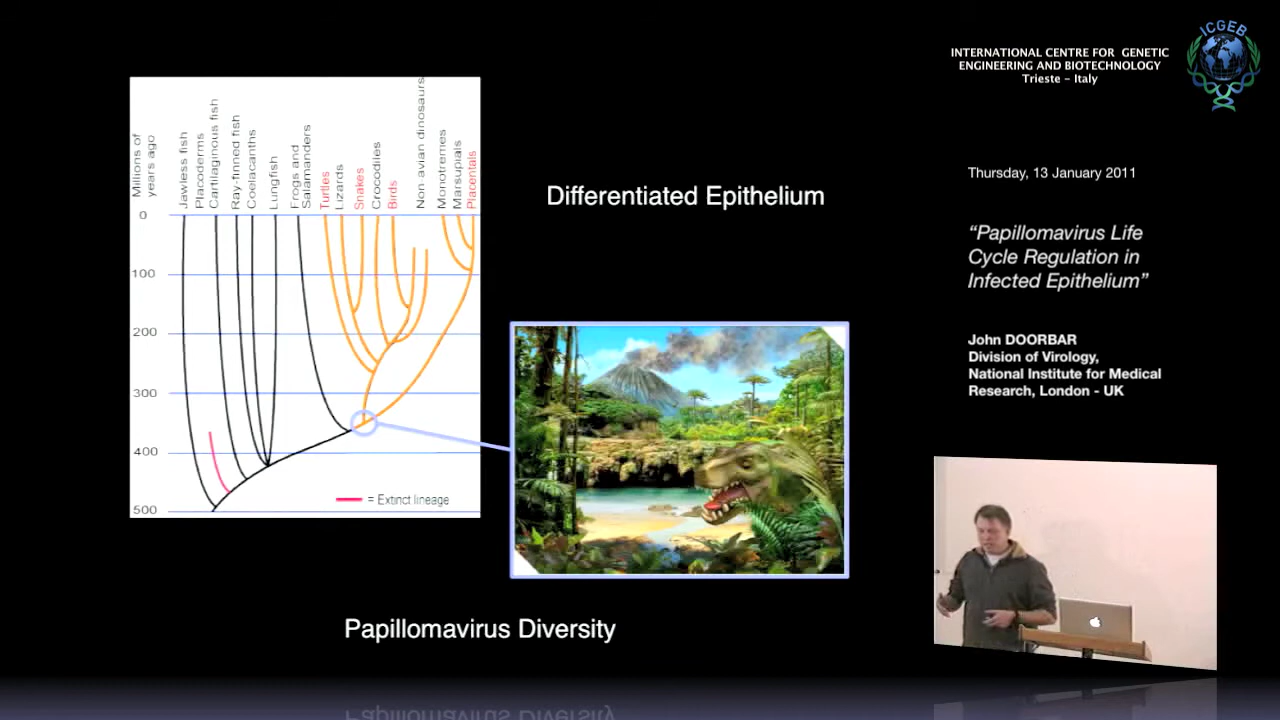 ICGEB
INTERNATIONAL CENTRE FOR GENETIC
ENGINEERING AND BIOTECHNOLOGY
Trieste - Italy
Thursday, 13 January 2011
“Papillomavirus Life
Cycle Regulation in
Infected Epithelium”
John DOORBAR
Division of Virology,
National Institute for Medical
Research, London - UK
Differentiated Epithelium
Millions of
years ago
Jawless fish
Placoderms
Cartilaginous fish
Ray-finned fish
Coelacanths
Lungfish
Frogs and
Salamanders
Turtles
Lizards
Snakes
Crocodiles
Birds
Non avian dinosaurs
Monotremes
Marsupials
Placentals
0
100
200
300
400
500
= Extinct lineage
Papillomavirus Diversity